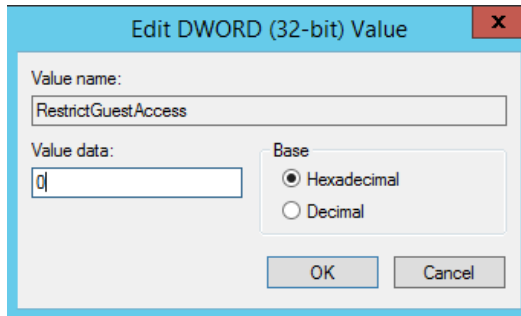 Edit DWORD (32-bit) Value
x
Value name:
RestrictGuestAccess
Value data:
0
Base
Hexadecimal
Decimal
OK
Cancel